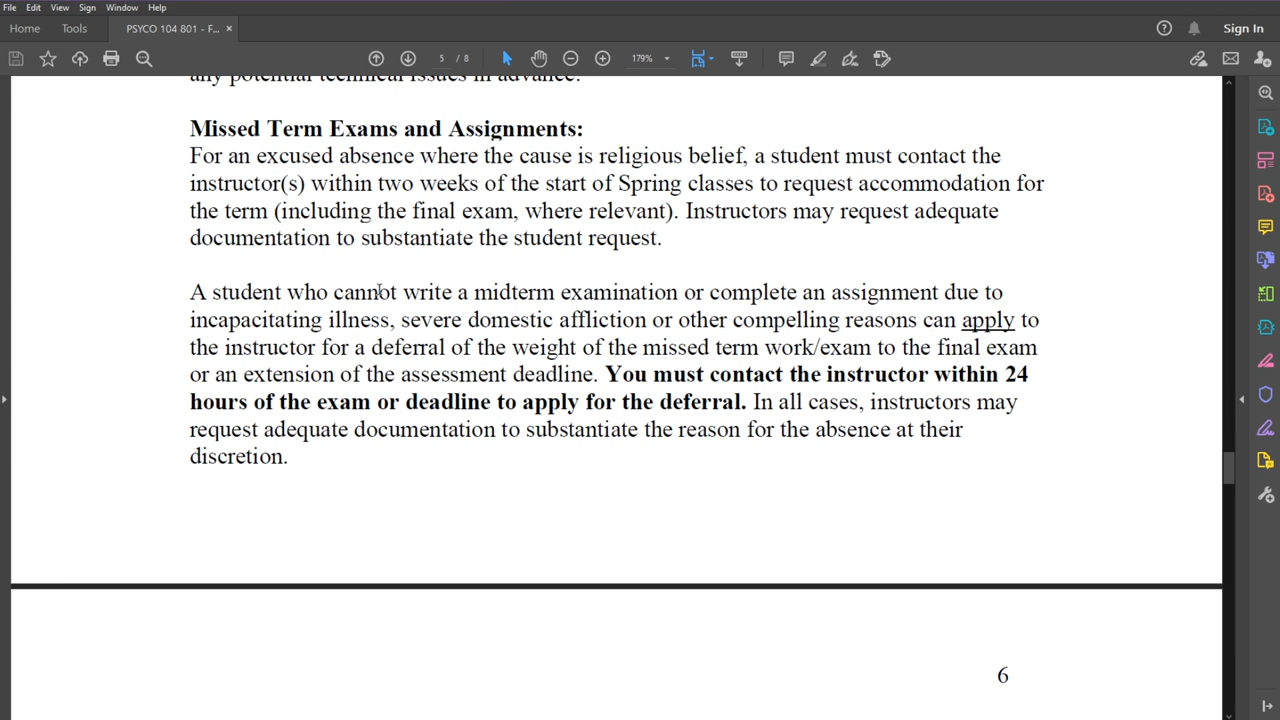 File Edit View Sign Window Help
Home Tools PSYCO 104 801 - F... × Sign In
5 / 8 179%
any potential technical issues in advance.
Missed Term Exams and Assignments:
For an excused absence where the cause is religious belief, a student must contact the
instructor(s) within two weeks of the start of Spring classes to request accommodation for
the term (including the final exam, where relevant). Instructors may request adequate
documentation to substantiate the student request.
A student who cannot write a midterm examination or complete an assignment due to
incapacitating illness, severe domestic affliction or other compelling reasons can apply to
the instructor for a deferral of the weight of the missed term work/exam to the final exam
or an extension of the assessment deadline. You must contact the instructor within 24
hours of the exam or deadline to apply for the deferral. In all cases, instructors may
request adequate documentation to substantiate the reason for the absence at their
discretion.
6